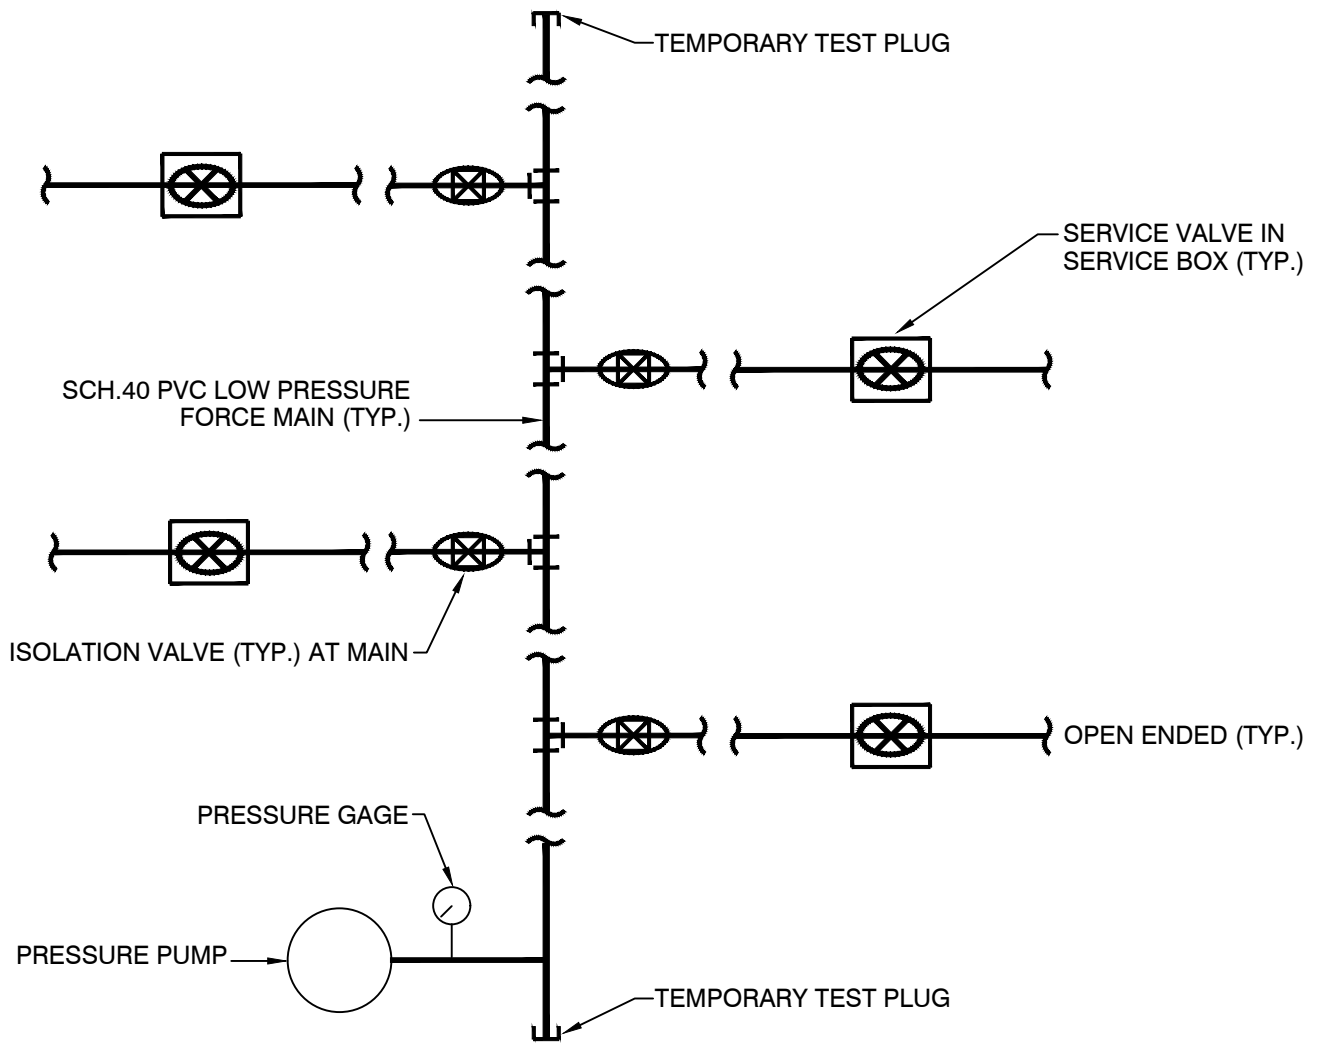 TEMPORARY TEST PLUG
SERVICE VALVE IN
SERVICE BOX (TYP.)
SCH.40 PVC LOW PRESSURE
FORCE MAIN (TYP.)
ISOLATION VALVE (TYP.) AT MAIN
OPEN ENDED (TYP.)
PRESSURE GAGE
PRESSURE PUMP
TEMPORARY TEST PLUG